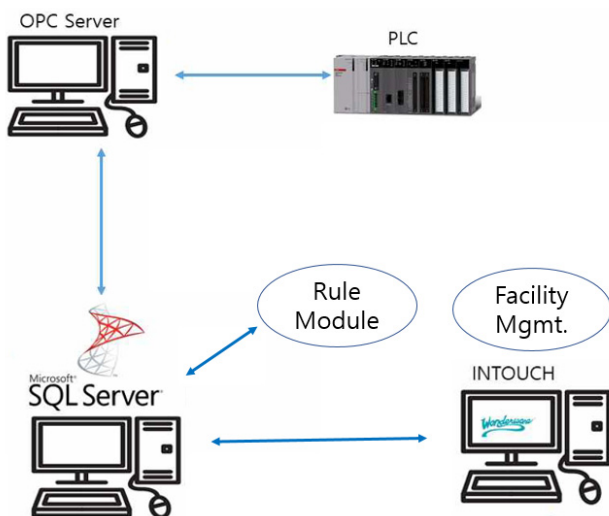 OPC Server
PLC
Rule
Module
Facility
Mgmt.
Microsoft®
SQL Server®
INTOUCH
Wonderware